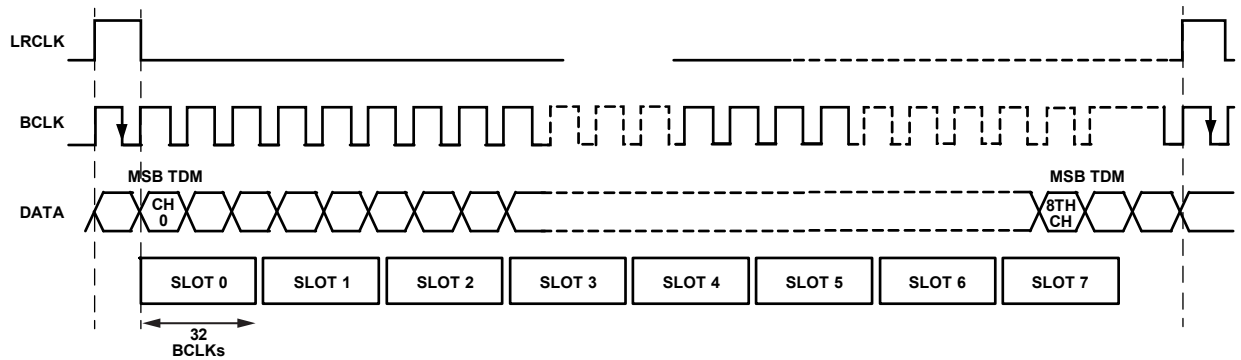 LRCLK
BCLK
MSB TDM
MSB TDM
DATA
CH
0
8TH
CH
SLOT 0
SLOT 1
SLOT 2
SLOT 3
SLOT 4
SLOT 5
SLOT 6
SLOT 7
32
BCLKs